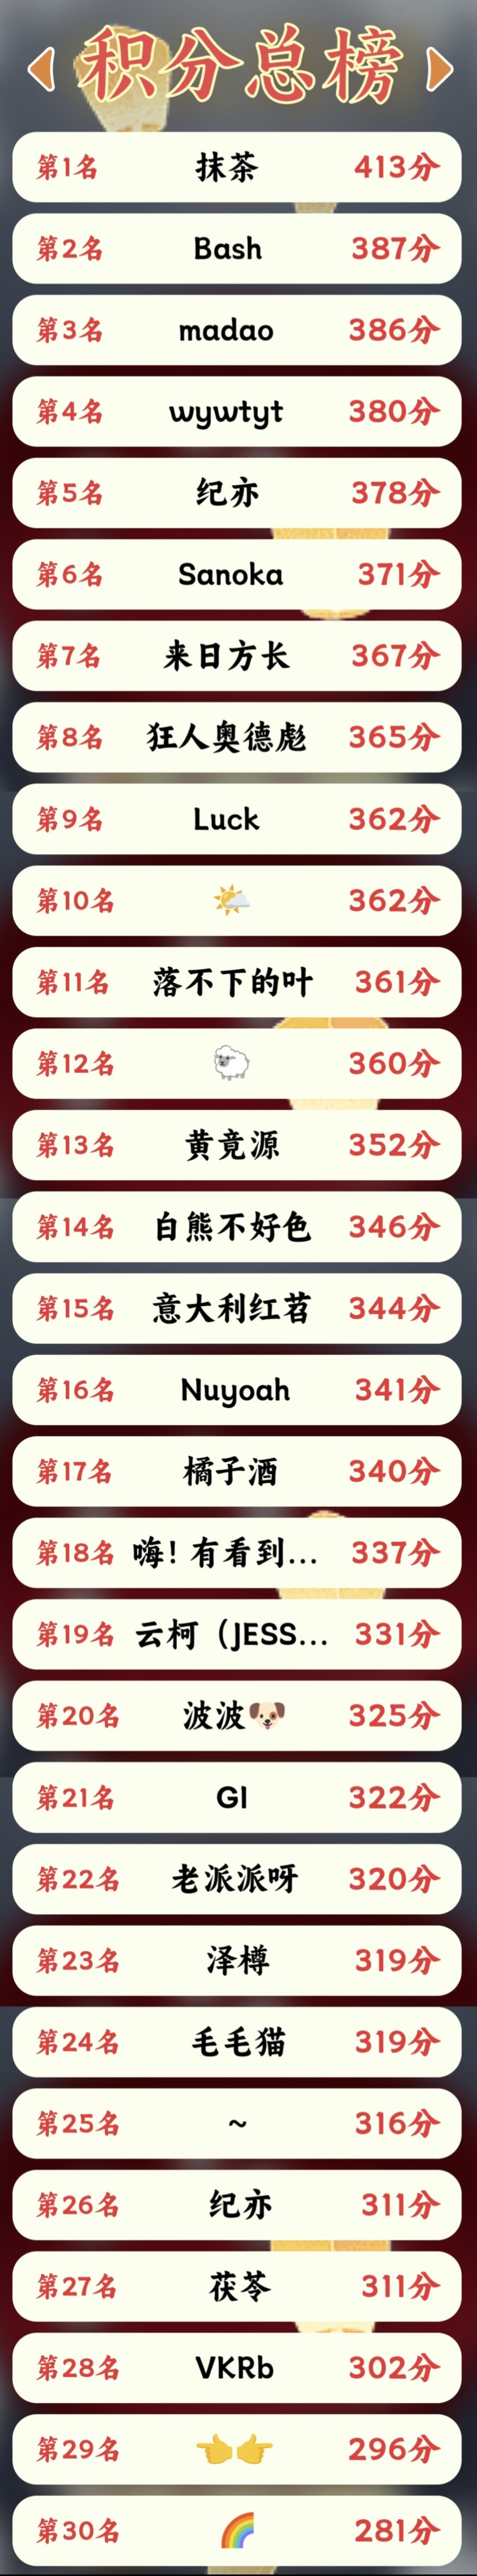 积分总榜
第1名 抹茶 413分
第2名 Bash 387分
第3名 madao 386分
第4名 wywtyt 380分
第5名 纪亦 378分
第6名 Sanoka 371分
第7名 来日方长 367分
第8名 狂人奥德彪 365分
第9名 Luck 362分
第10名 🌤️ 362分
第11名 落不下的叶 361分
第12名 🐑 360分
第13名 黄竟源 352分
第14名 白熊不好色 346分
第15名 意大利红苕 344分
第16名 Nuyoah 341分
第17名 橘子酒 340分
第18名 嗨！有看到... 337分
第19名 云柯（JESS... 331分
第20名 波波🐶 325分
第21名 GI 322分
第22名 老派派呀 320分
第23名 泽樽 319分
第24名 毛毛猫 319分
第25名 ~ 316分
第26名 纪亦 311分
第27名 茯苓 311分
第28名 VKRb 302分
第29名 👈👉 296分
第30名 🌈 281分